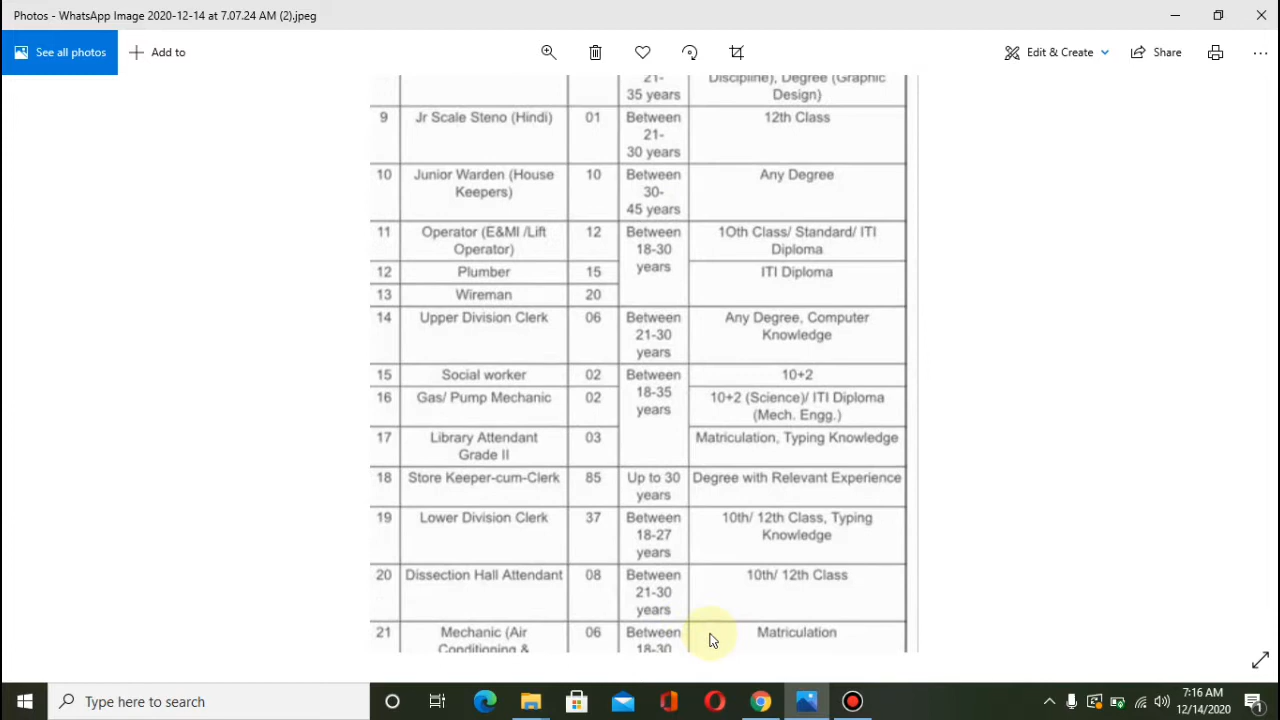 Photos - WhatsApp Image 2020-12-14 at 7.07.24 AM (2).jpeg
See all photos
Add to
Edit & Create
Share
21-
35 years
Discipline), Degree (Graphic
Design)
9 Jr Scale Steno (Hindi) 01 Between 12th Class
21-
30 years
10 Junior Warden (House 10 Between Any Degree
Keepers) 30-
45 years
11 Operator (E&MI /Lift 12 Between 1Oth Class/ Standard/ ITI
Operator) 18-30 Diploma
12 Plumber 15 years ITI Diploma
13 Wireman 20
14 Upper Division Clerk 06 Between Any Degree, Computer
21-30 Knowledge
years
15 Social worker 02 Between 10+2
16 Gas/ Pump Mechanic 02 18-35 10+2 (Science)/ ITI Diploma
years (Mech. Engg.)
17 Library Attendant 03 Matriculation, Typing Knowledge
Grade II
18 Store Keeper-cum-Clerk 85 Up to 30 Degree with Relevant Experience
years
19 Lower Division Clerk 37 Between 10th/ 12th Class, Typing
18-27 Knowledge
years
20 Dissection Hall Attendant 08 Between 10th/ 12th Class
21-30
years
21 Mechanic (Air 06 Between Matriculation
Conditioning & 18-30
Type here to search
7:16 AM
12/14/2020
1